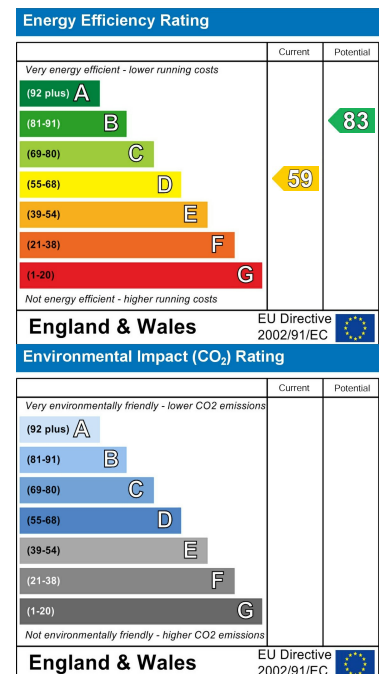 Energy Efficiency Rating
Current Potential
Very energy efficient - lower running costs
(92 plus) A
(81-91) B
83
(69-80) C
(55-68) D
59
(39-54) E
(21-38) F
(1-20) G
Not energy efficient - higher running costs
England & Wales
EU Directive
2002/91/EC
Environmental Impact (CO₂) Rating
Current Potential
Very environmentally friendly - lower CO2 emissions
(92 plus) A
(81-91) B
(69-80) C
(55-68) D
(39-54) E
(21-38) F
(1-20) G
Not environmentally friendly - higher CO2 emissions
England & Wales
EU Directive
2002/91/EC